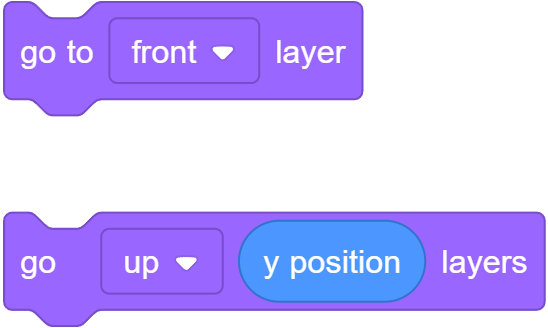 go to front layer
go up y position layers